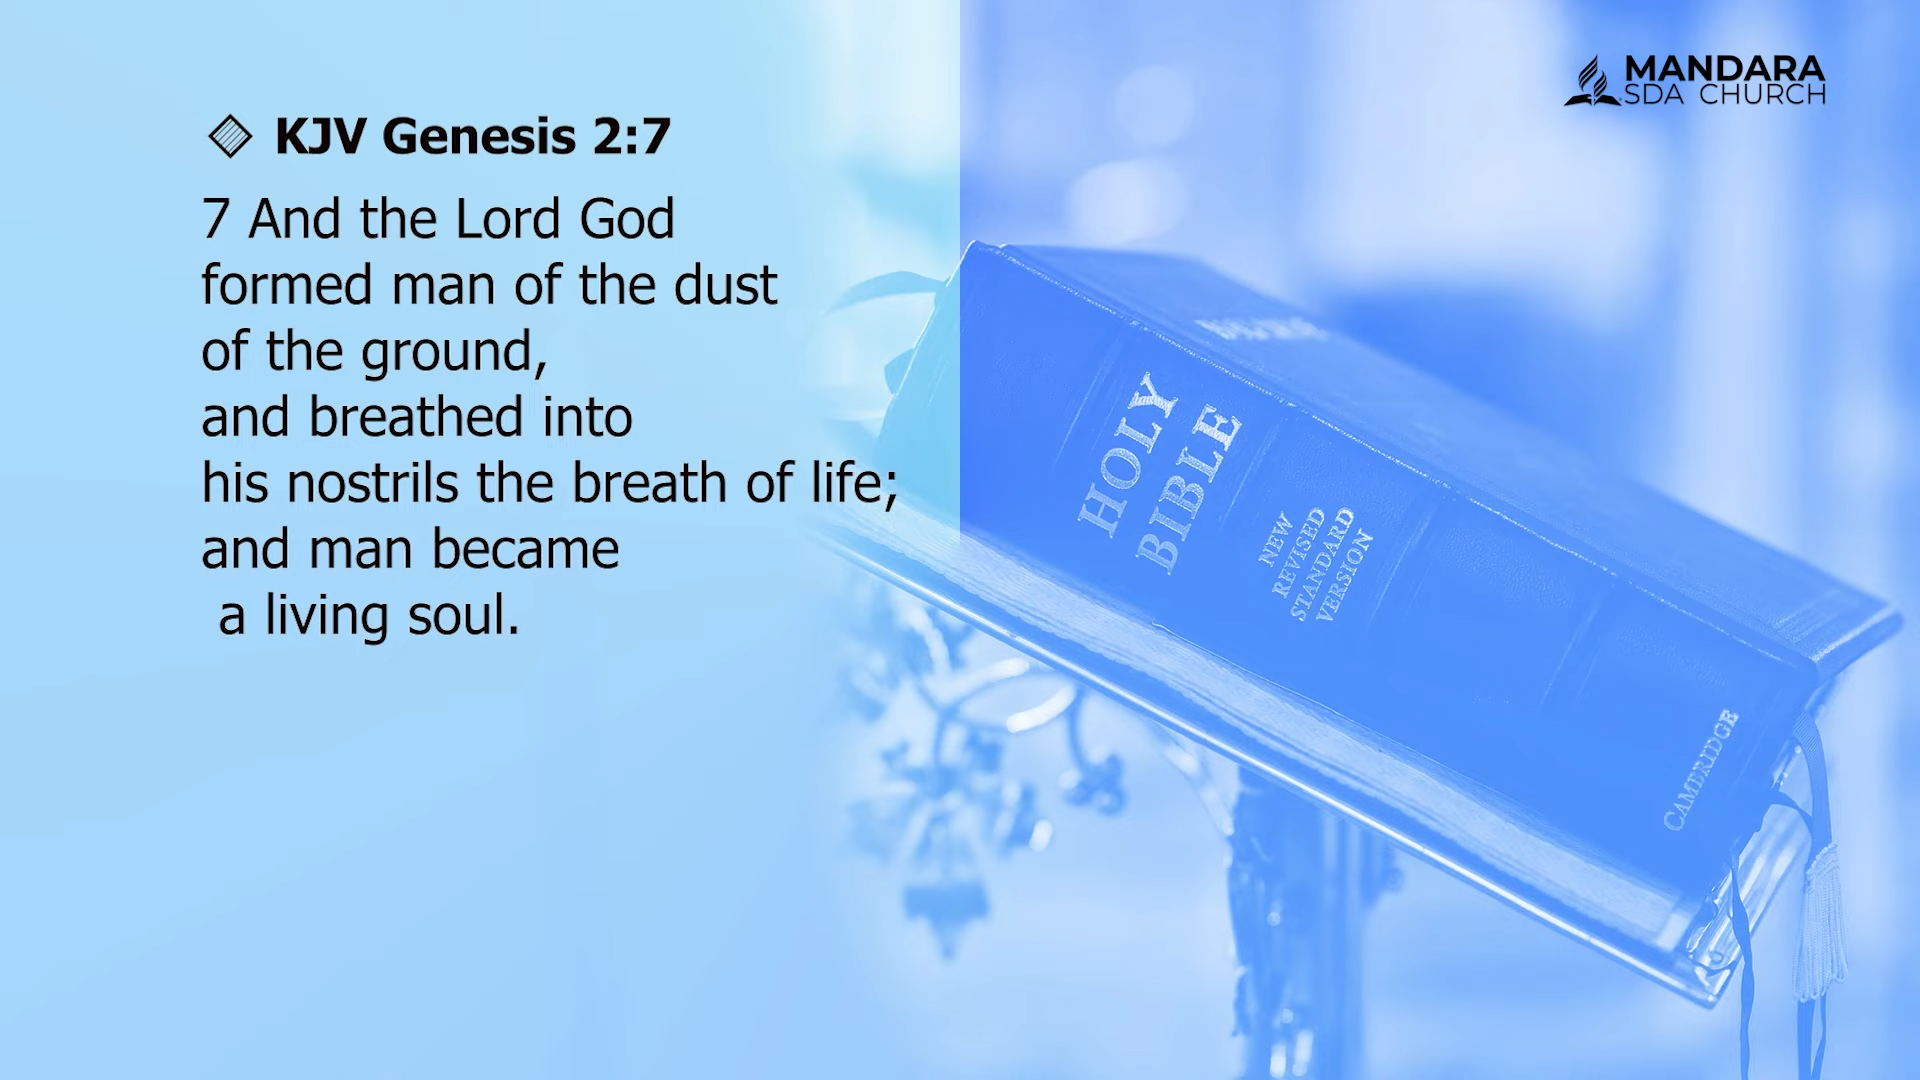 KJV Genesis 2:7
7 And the Lord God
formed man of the dust
of the ground,
and breathed into
his nostrils the breath of life;
and man became
a living soul.
MANDARA
SDA CHURCH
HOLY
BIBLE
NEW
REVISED
STANDARD
VERSION
CAMBRIDGE